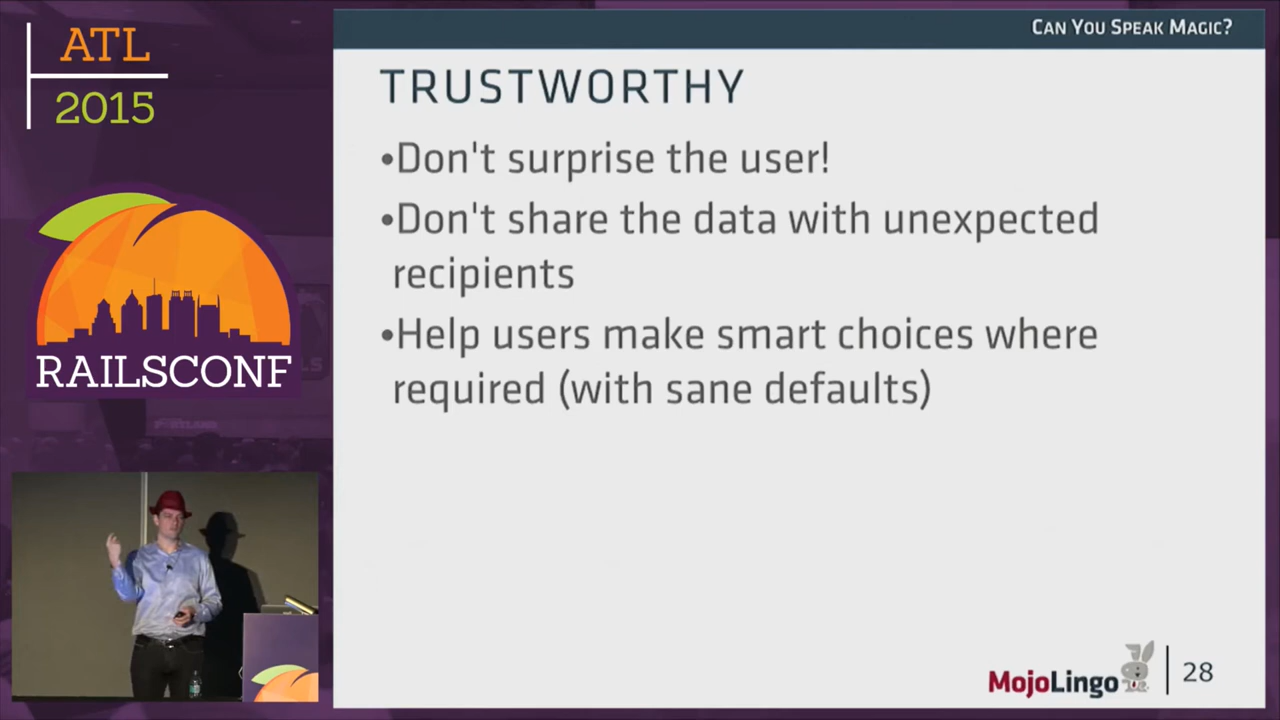 ATL
2015
RAILSCONF
CAN YOU SPEAK MAGIC?
TRUSTWORTHY
•Don't surprise the user!
•Don't share the data with unexpected
recipients
•Help users make smart choices where
required (with sane defaults)
MojoLingo
28